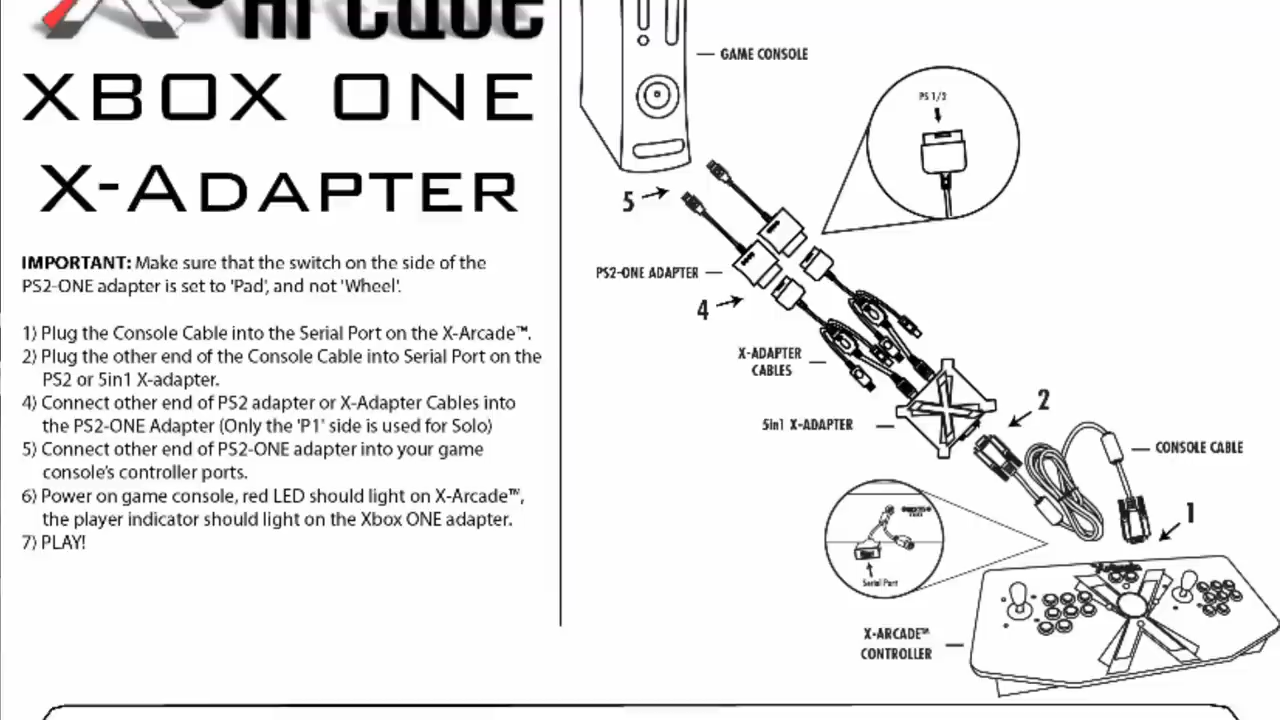 X-Arcade
XBOX ONE
X-ADAPTER
IMPORTANT: Make sure that the switch on the side of the
PS2-ONE adapter is set to 'Pad', and not 'Wheel'.
1) Plug the Console Cable into the Serial Port on the X-Arcade™.
2) Plug the other end of the Console Cable into Serial Port on the
PS2 or 5in1 X-adapter.
4) Connect other end of PS2 adapter or X-Adapter Cables into
the PS2-ONE Adapter (Only the 'P1' side is used for Solo)
5) Connect other end of PS2-ONE adapter into your game
console's controller ports.
6) Power on game console, red LED should light on X-Arcade™,
the player indicator should light on the Xbox ONE adapter.
7) PLAY!
GAME CONSOLE
PS 1/2
5
PS2-ONE ADAPTER
4
X-ADAPTER
CABLES
5in1 X-ADAPTER
2
CONSOLE CABLE
1
Serial Port
X-ARCADE™
CONTROLLER